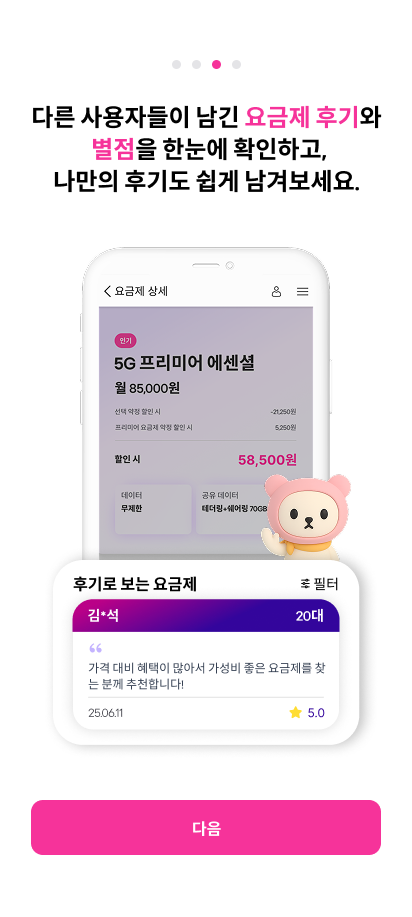 다른 사용자들이 남긴 요금제 후기와
별점을 한눈에 확인하고,
나만의 후기도 쉽게 남겨보세요.
요금제 상세
인기
5G 프리미어 에센셜
월 85,000원
선택 약정 할인 시 -21,250원
프리미어 요금제 약정 할인 시 5,250원
할인 시 58,500원
데이터 공유 데이터
무제한 테더링+쉐어링 70GB
후기로 보는 요금제 필터
김*석 20대
“
가격 대비 혜택이 많아서 가성비 좋은 요금제를 찾
는 분께 추천합니다!
25.06.11 5.0
다음